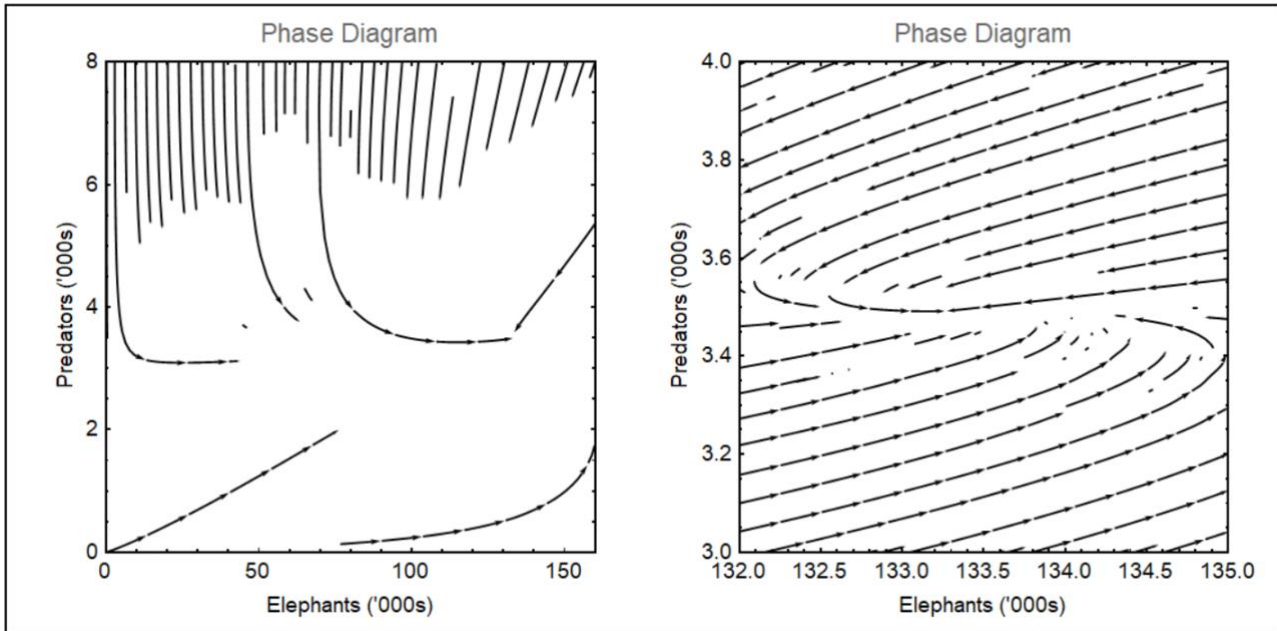 Phase Diagram
8
6
4
2
0
0 50 100 150
Predators ('000s)
Elephants ('000s)
Phase Diagram
4.0
3.8
3.6
3.4
3.2
3.0
132.0 132.5 133.0 133.5 134.0 134.5 135.0
Predators ('000s)
Elephants ('000s)